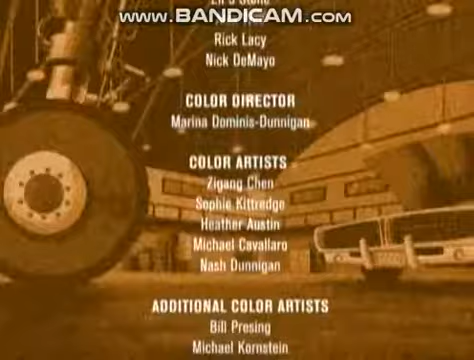 www.BANDICAM.com
Rick Lacy
Nick DeMayo
COLOR DIRECTOR
Marina Dominis-Dunnigan
COLOR ARTISTS
Zigang Chen
Sophie Kittredge
Heather Austin
Michael Cavallaro
Nash Dunnigan
ADDITIONAL COLOR ARTISTS
Bill Presing
Michael Kornstein